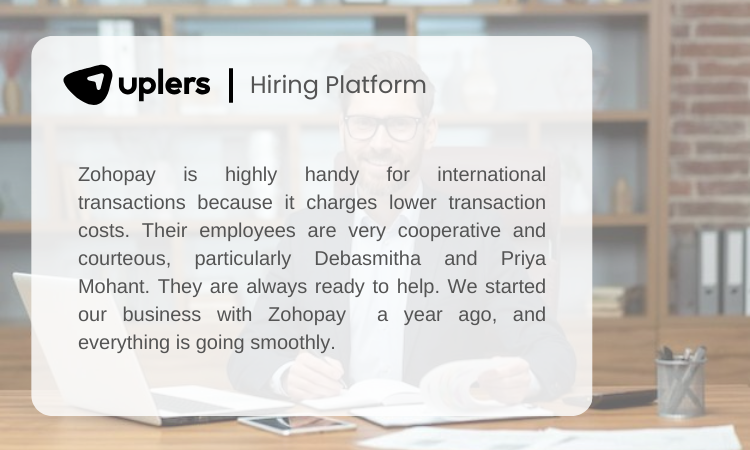 uplers | Hiring Platform
Zohopay is highly handy for international
transactions because it charges lower transaction
costs. Their employees are very cooperative and
courteous, particularly Debasmitha and Priya
Mohant. They are always ready to help. We started
our business with Zohopay a year ago, and
everything is going smoothly.